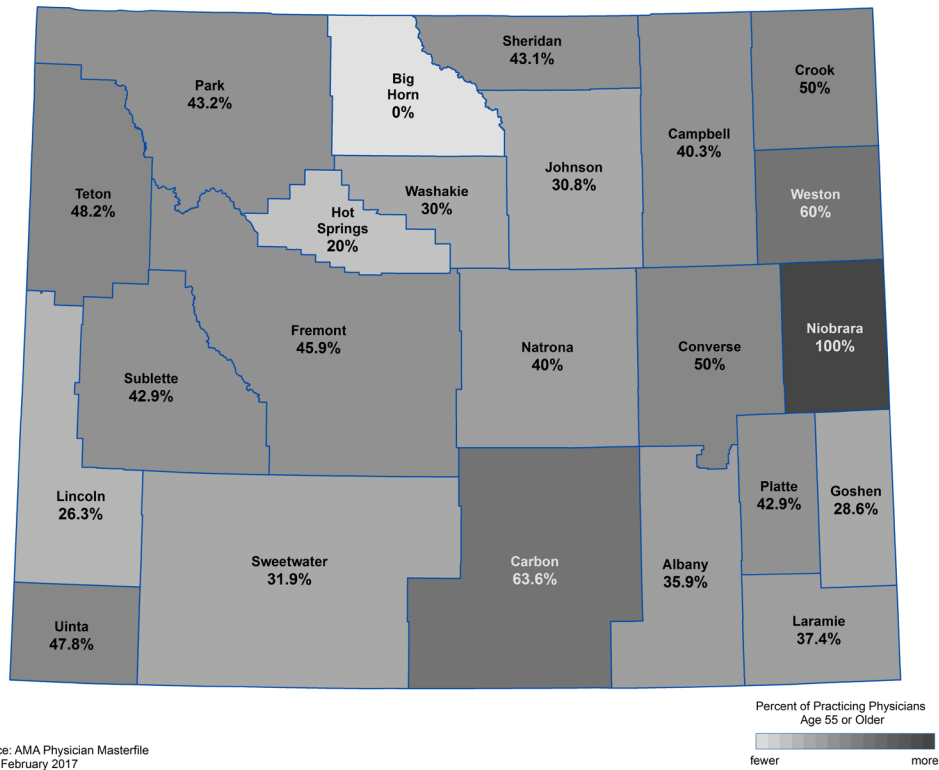 Sheridan
43.1%
Big
Horn
0%
Crook
50%
Park
43.2%
Campbell
40.3%
Johnson
30.8%
Teton
48.2%
Washakie
30%
Weston
60%
Hot
Springs
20%
Fremont
45.9%
Natrona
40%
Converse
50%
Niobrara
100%
Sublette
42.9%
Lincoln
26.3%
Platte
42.9%
Goshen
28.6%
Sweetwater
31.9%
Carbon
63.6%
Albany
35.9%
Uinta
47.8%
Laramie
37.4%
Percent of Practicing Physicians
Age 55 or Older
fewer more
ce: AMA Physician Masterfile
February 2017